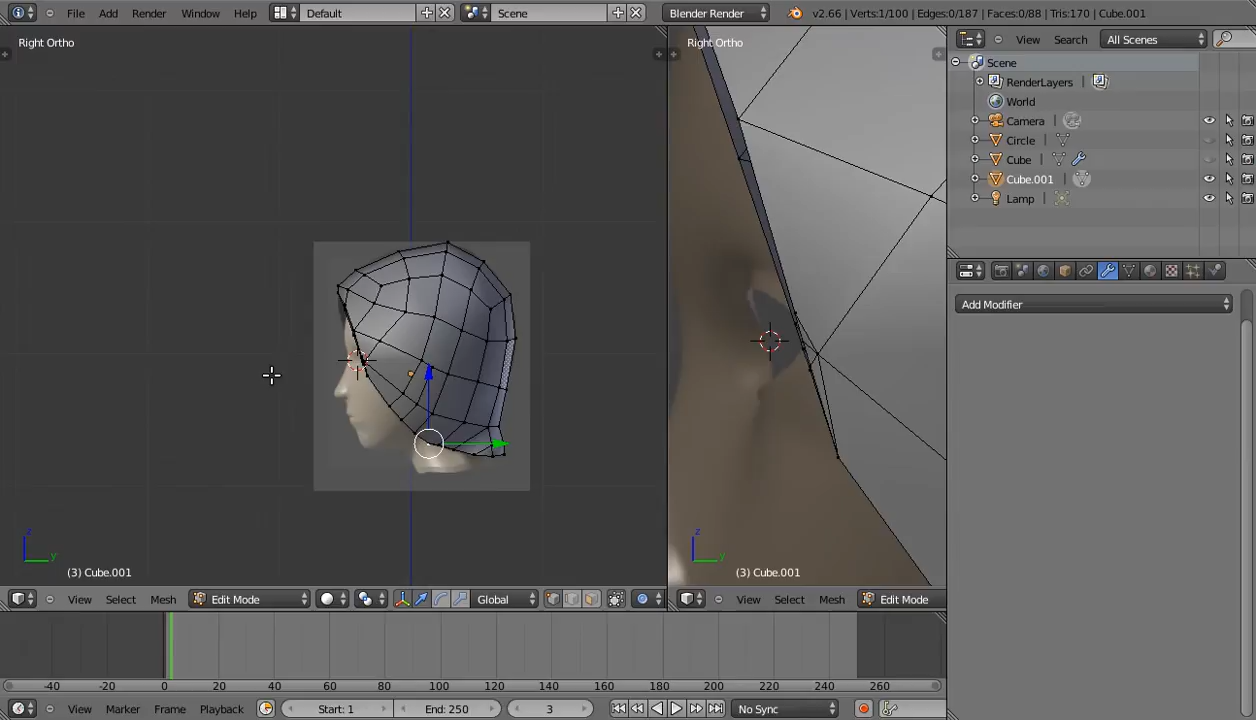 File Add Render Window Help Default Scene Blender Render v2.66 | Verts:1/100 | Edges:0/187 | Faces:0/88 | Tris:170 | Cube.001
Right Ortho
Right Ortho
View Search All Scenes
Scene
RenderLayers
World
Camera
Circle
Cube
Cube.001
Lamp
Add Modifier
z
y
(3) Cube.001
z
y
(3) Cube.001
View Select Mesh Edit Mode Global
View Select Mesh Edit Mode
-40 -20 0 20 40 60 80 100 120 140 160 180 200 220 240 260
View Marker Frame Playback Start: 1 End: 250 3 No Sync